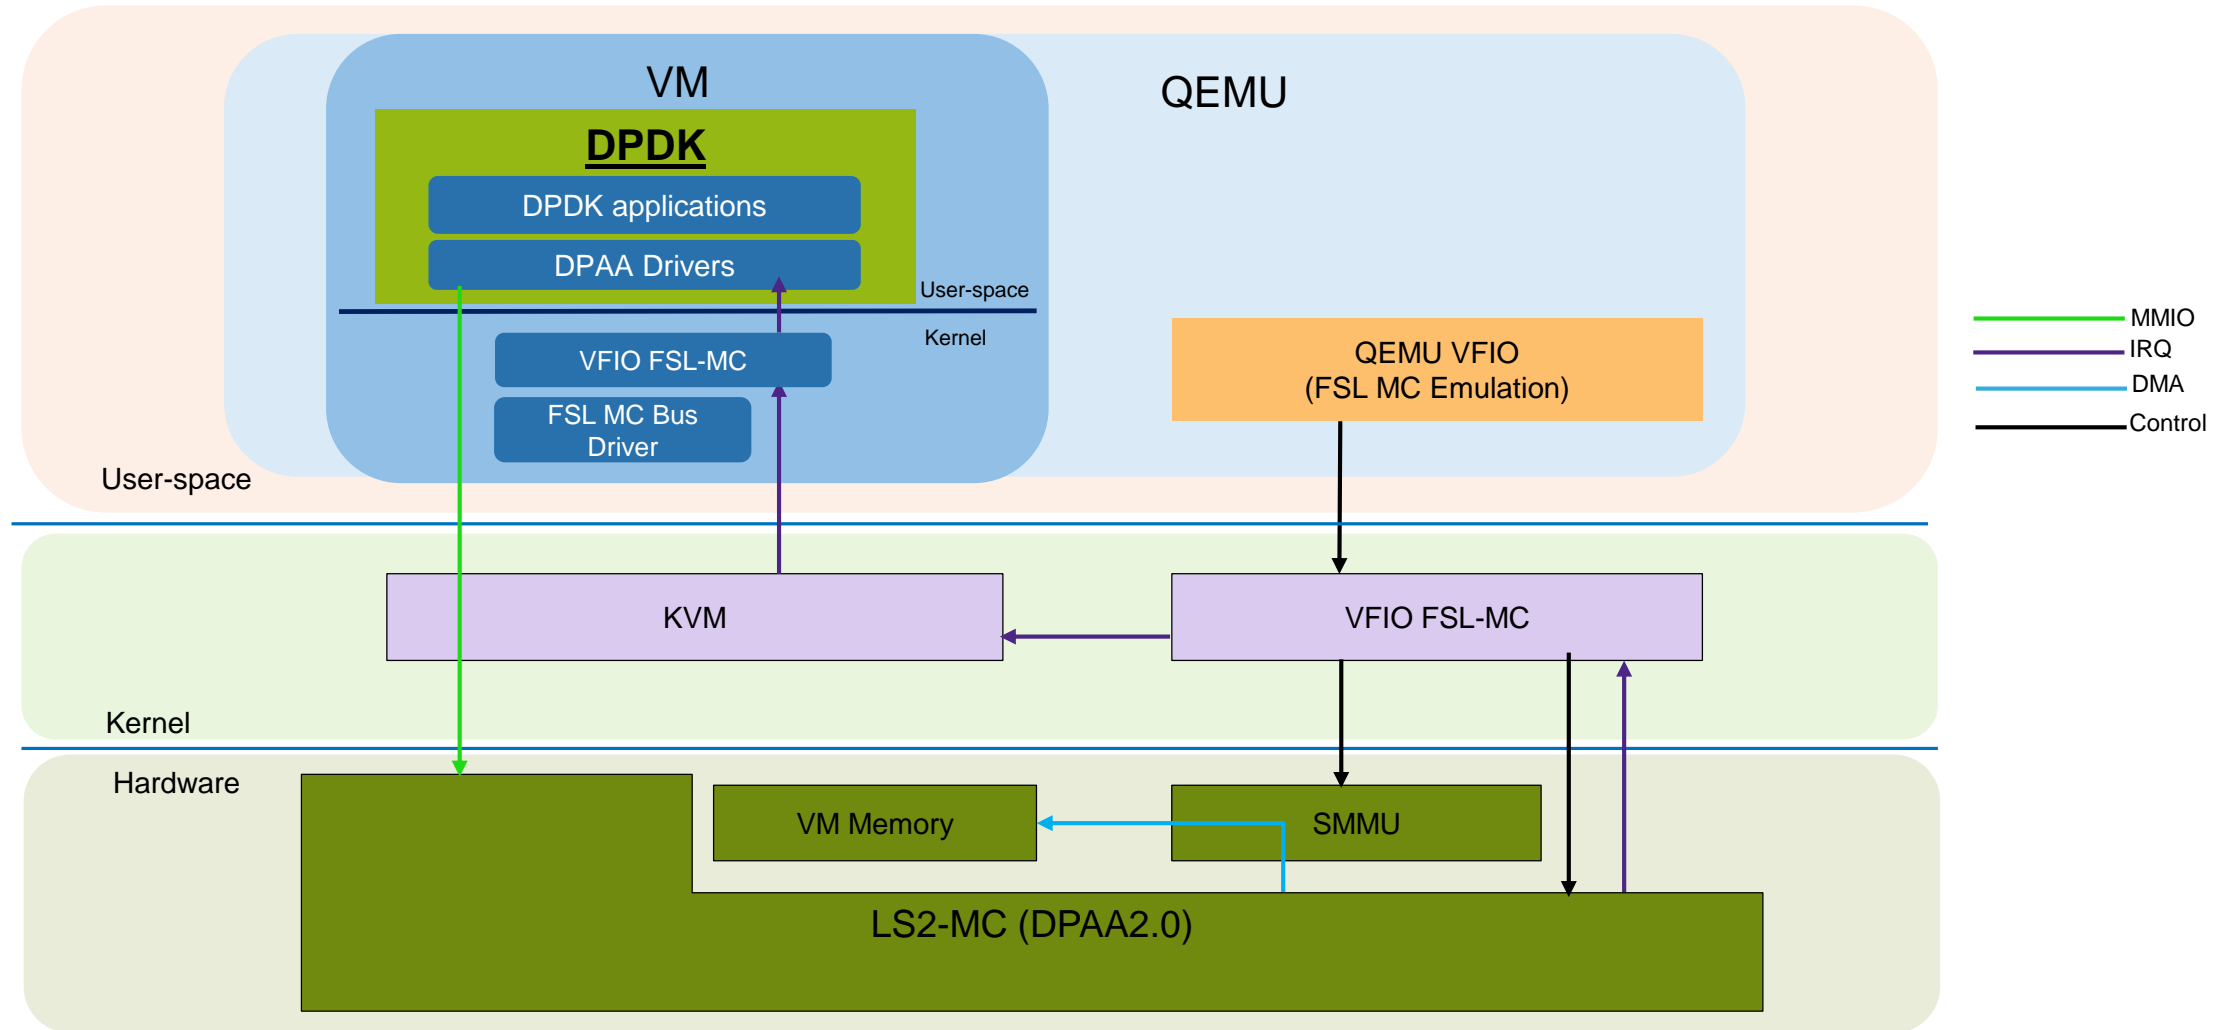 VM
QEMU
DPDK
DPDK applications
DPAA Drivers
User-space
Kernel
VFIO FSL-MC
FSL MC Bus
Driver
QEMU VFIO
(FSL MC Emulation)
MMIO
IRQ
DMA
Control
User-space
KVM
VFIO FSL-MC
Kernel
Hardware
VM Memory
SMMU
LS2-MC (DPAA2.0)